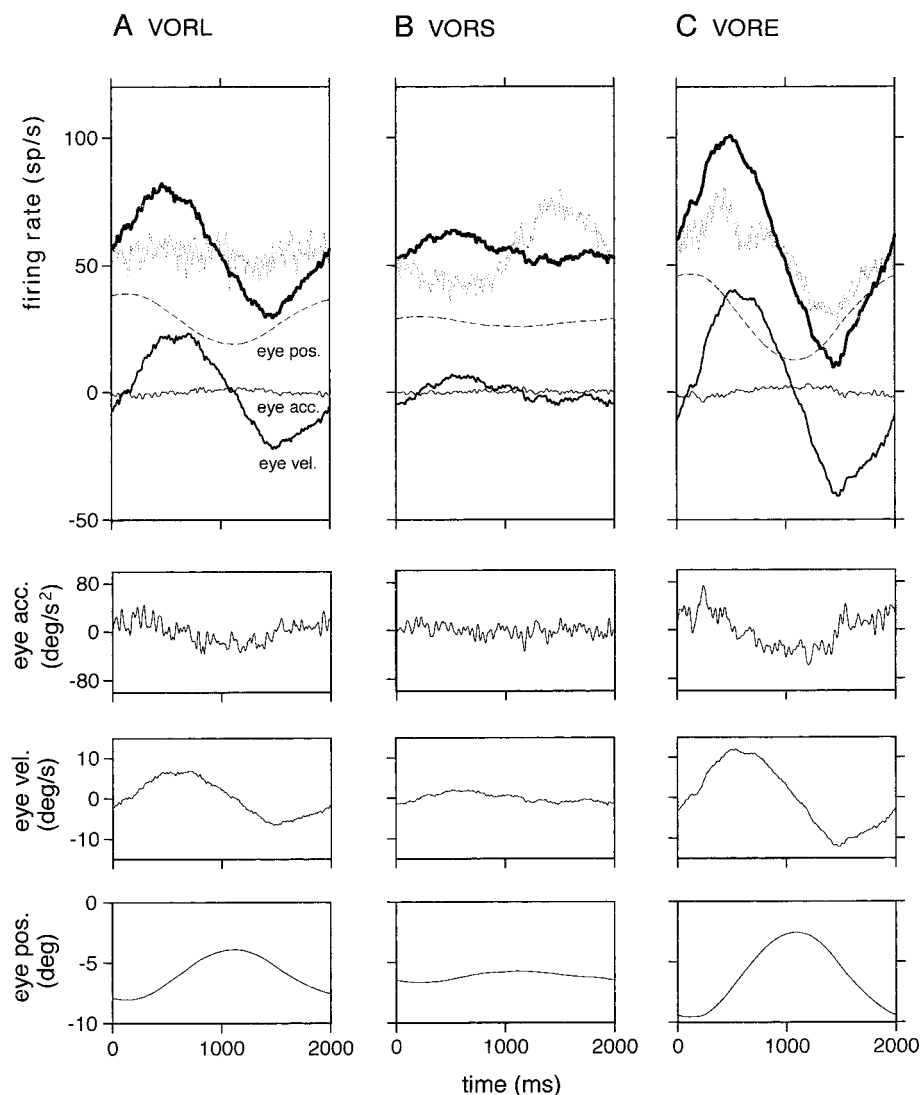 A VORL
B VORS
C VORE
firing rate (sp/s)
100
50
0
-50
eye pos.
eye acc.
eye vel.
eye acc.
(deg/s²)
80
0
-80
eye vel.
(deg/s)
10
0
-10
eye pos.
(deg)
0
-5
-10
0 1000 2000
0 1000 2000
0 1000 2000
time (ms)